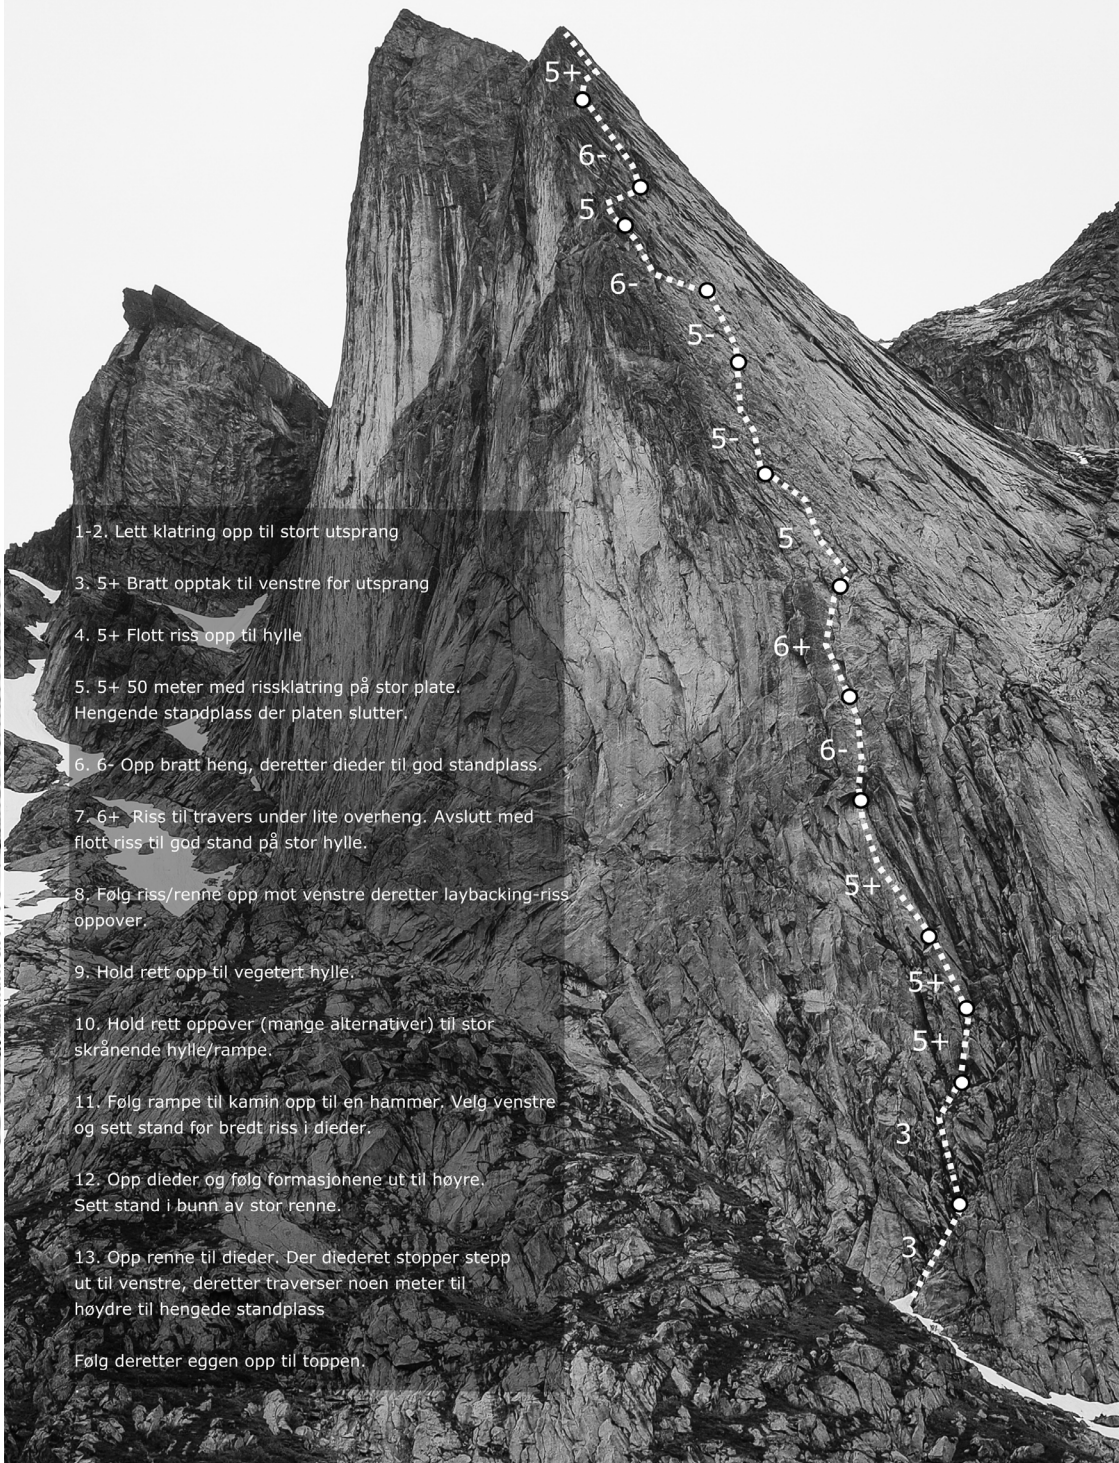 5+
6-
5
6-
5-
5-
5
6+
6-
5+
5+
5+
3
3
1-2. Lett klatring opp til stort utsprang
3. 5+ Bratt opptak til venstre for utsprang
4. 5+ Flott riss opp til hylle
5. 5+ 50 meter med rissklatring på stor plate.
Hengende standplass der platen slutter.
6. 6- Opp bratt heng, deretter dieder til god standplass.
7. 6+  Riss til travers under lite overheng. Avslutt med
flott riss til god stand på stor hylle.
8. Følg riss/renne opp mot venstre deretter laybacking-riss
oppover.
9. Hold rett opp til vegetert hylle.
10. Hold rett oppover (mange alternativer) til stor
skrånende hylle/rampe.
11. Følg rampe til kamin opp til en hammer. Velg venstre
og sett stand før bredt riss i dieder.
12. Opp dieder og følg formasjonene ut til høyre.
Sett stand i bunn av stor renne.
13. Opp renne til dieder. Der diederet stopper stepp
ut til venstre, deretter traverser noen meter til
høydre til hengede standplass
Følg deretter eggen opp til toppen.
.